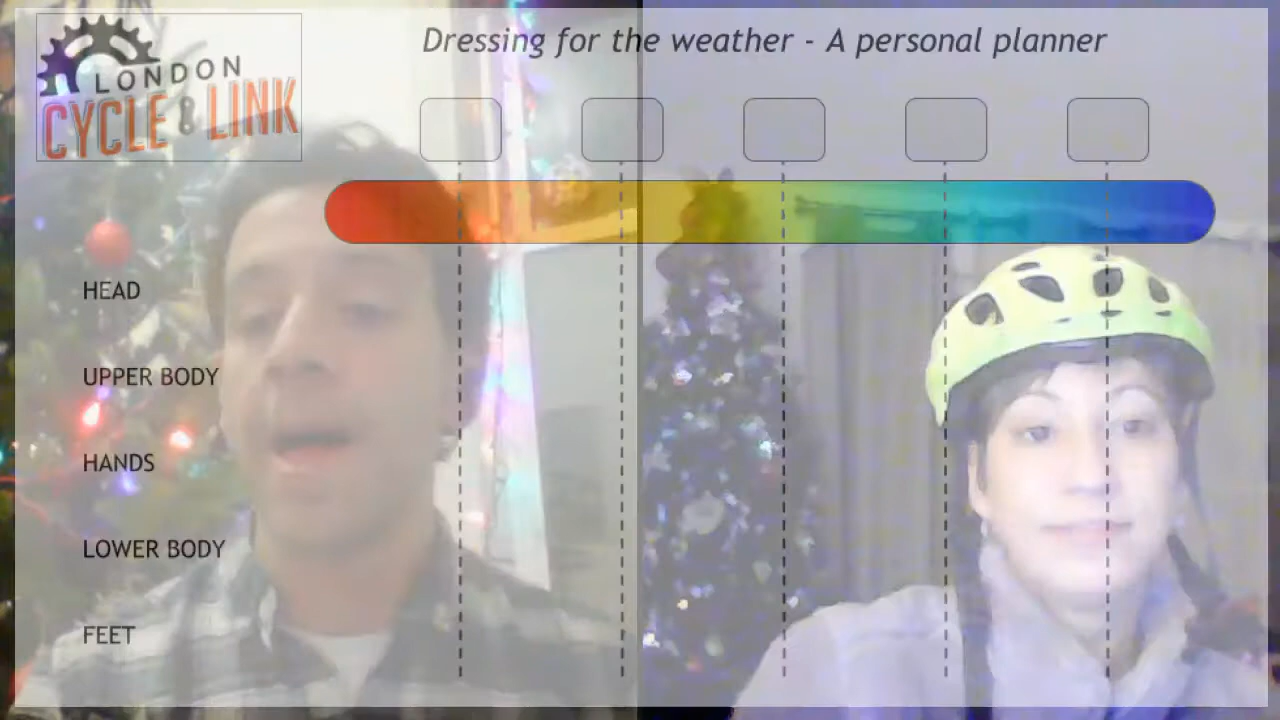 Dressing for the weather - A personal planner
LONDON
CYCLE LINK
HEAD
UPPER BODY
HANDS
LOWER BODY
FEET